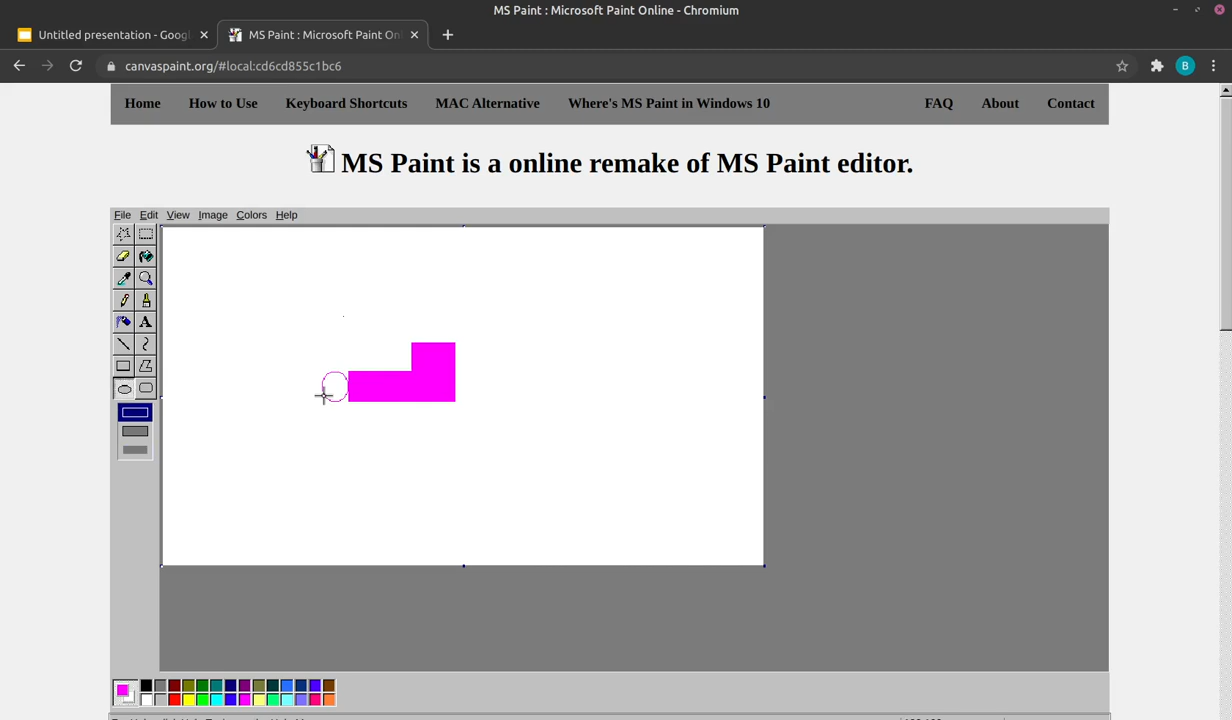 MS Paint : Microsoft Paint Online - Chromium
Untitled presentation - Googl
MS Paint : Microsoft Paint Onl
canvaspaint.org/#local:cd6cd855c1bc6
B
Home How to Use Keyboard Shortcuts MAC Alternative Where's MS Paint in Windows 10 FAQ About Contact
MS Paint is a online remake of MS Paint editor.
File Edit View Image Colors Help
A